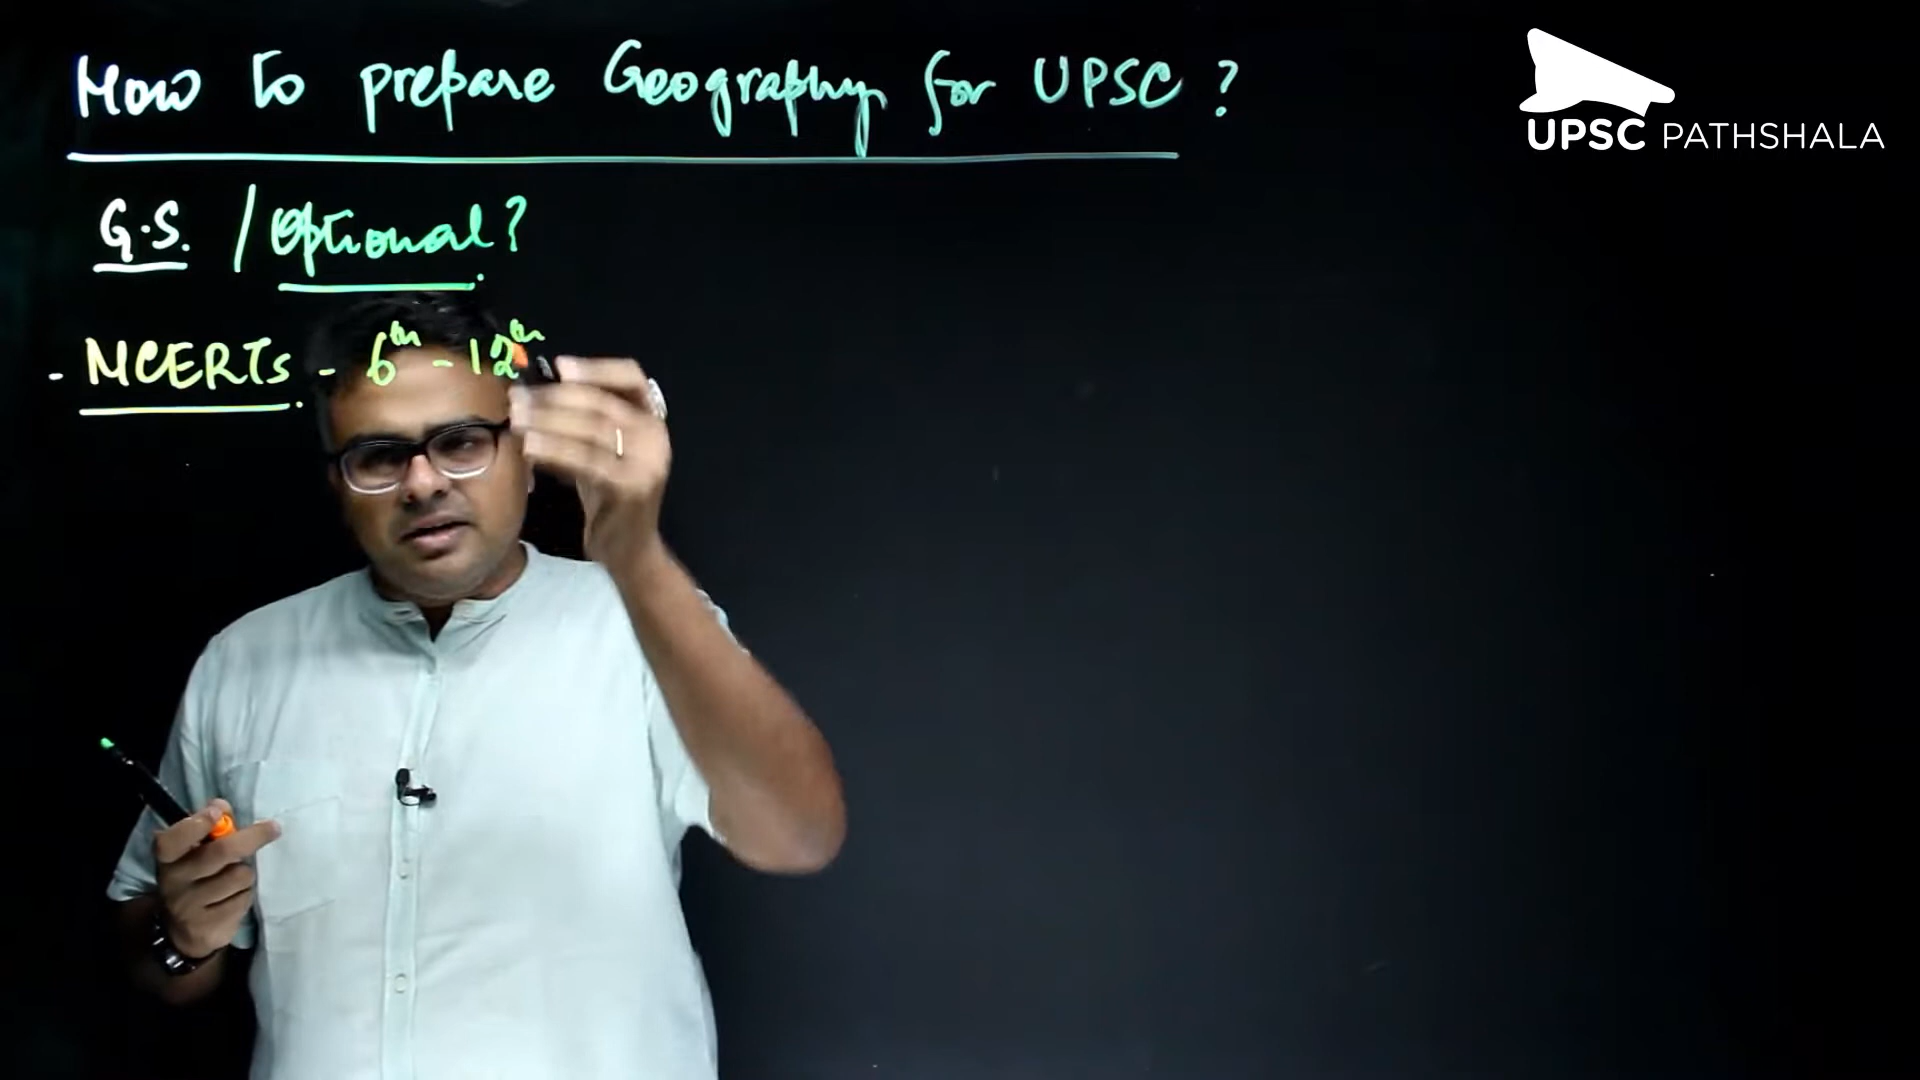 How to prepare Geography for UPSC ?
UPSC PATHSHALA
G.S. / Optional?
- NCERTs - 6th - 12th